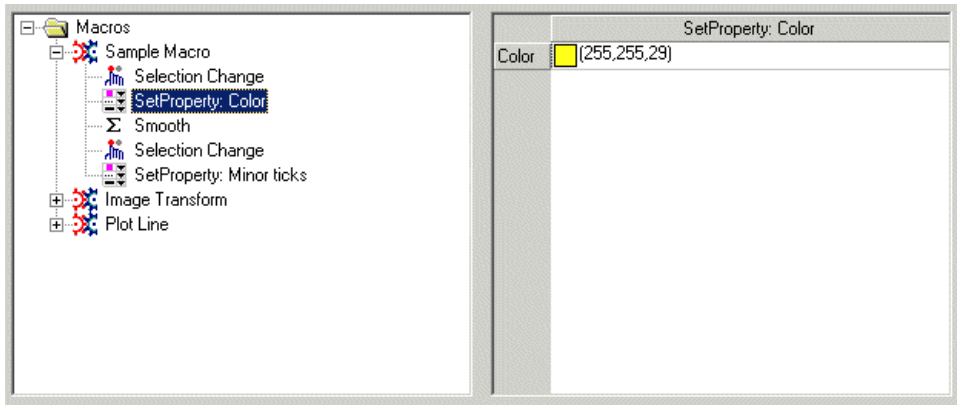 Macros
Sample Macro
Selection Change
SetProperty: Color
Σ Smooth
Selection Change
SetProperty: Minor ticks
Image Transform
Plot Line
SetProperty: Color
Color (255,255,29)